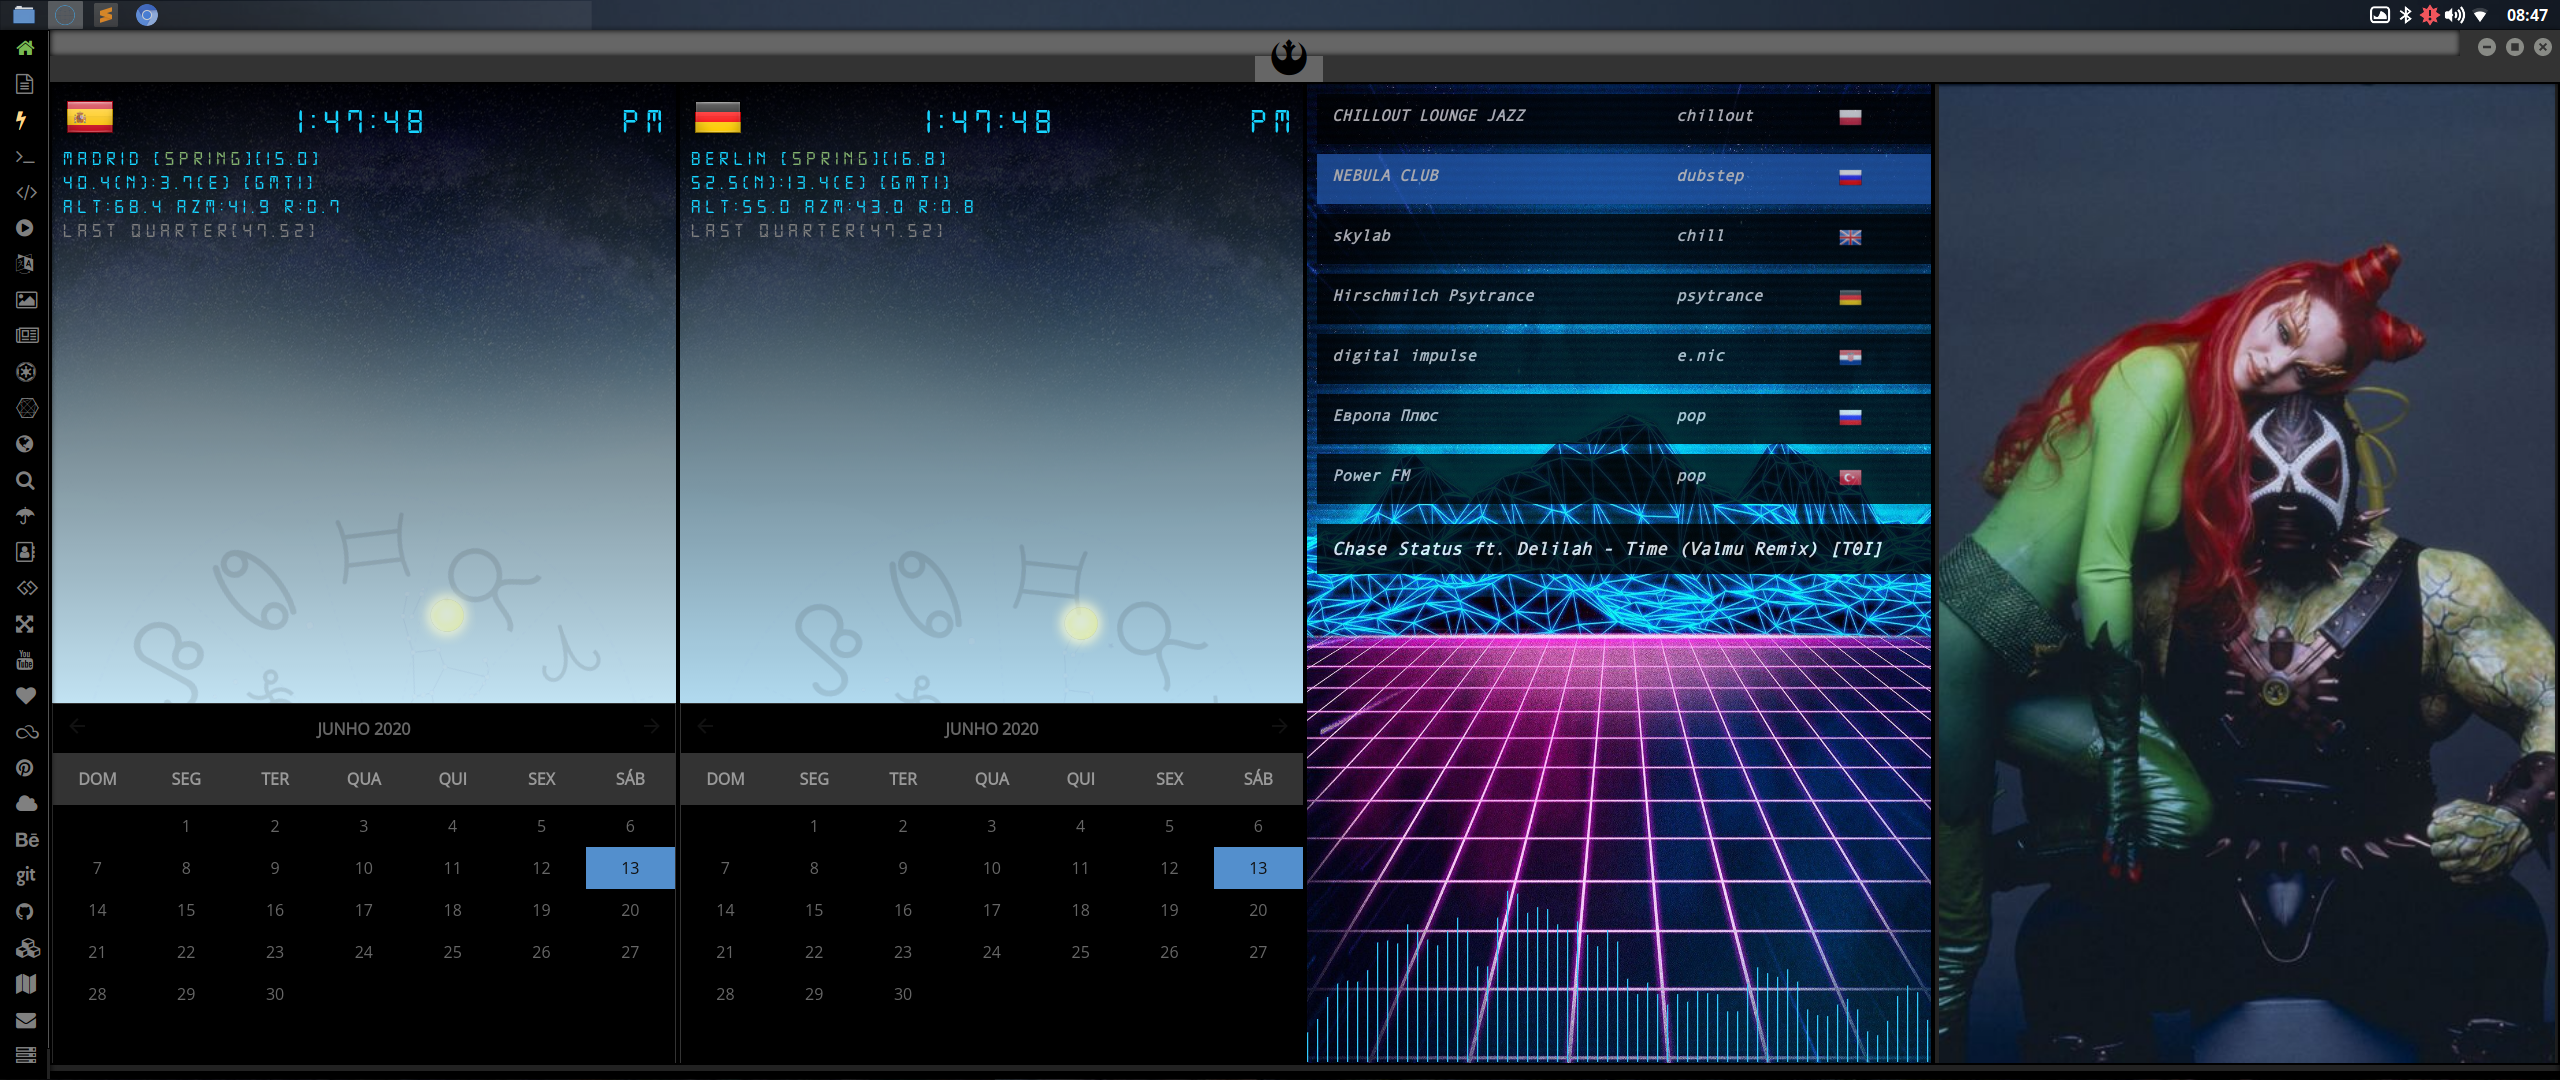 08:47
1:47:48 PM
MADRID [SPRING][15.0]
40.4(N):3.7(E) [GMT1]
ALT:68.4 AZM:41.9 R:0.7
LAST QUARTER[47.52]
JUNHO 2020
DOM SEG TER QUA QUI SEX SÁB
1 2 3 4 5 6
7 8 9 10 11 12 13
14 15 16 17 18 19 20
21 22 23 24 25 26 27
28 29 30
1:47:48 PM
BERLIN [SPRING][16.8]
52.5(N):13.4(E) [GMT1]
ALT:55.0 AZM:43.0 R:0.8
LAST QUARTER[47.52]
JUNHO 2020
DOM SEG TER QUA QUI SEX SÁB
1 2 3 4 5 6
7 8 9 10 11 12 13
14 15 16 17 18 19 20
21 22 23 24 25 26 27
28 29 30
CHILLOUT LOUNGE JAZZ chillout
NEBULA CLUB dubstep
skylab chill
Hirschmilch Psytrance psytrance
digital impulse e.nic
Европа Плюс pop
Power FM pop
Chase Status ft. Delilah - Time (Valmu Remix) [T0I]
You
Tube
Bē
git